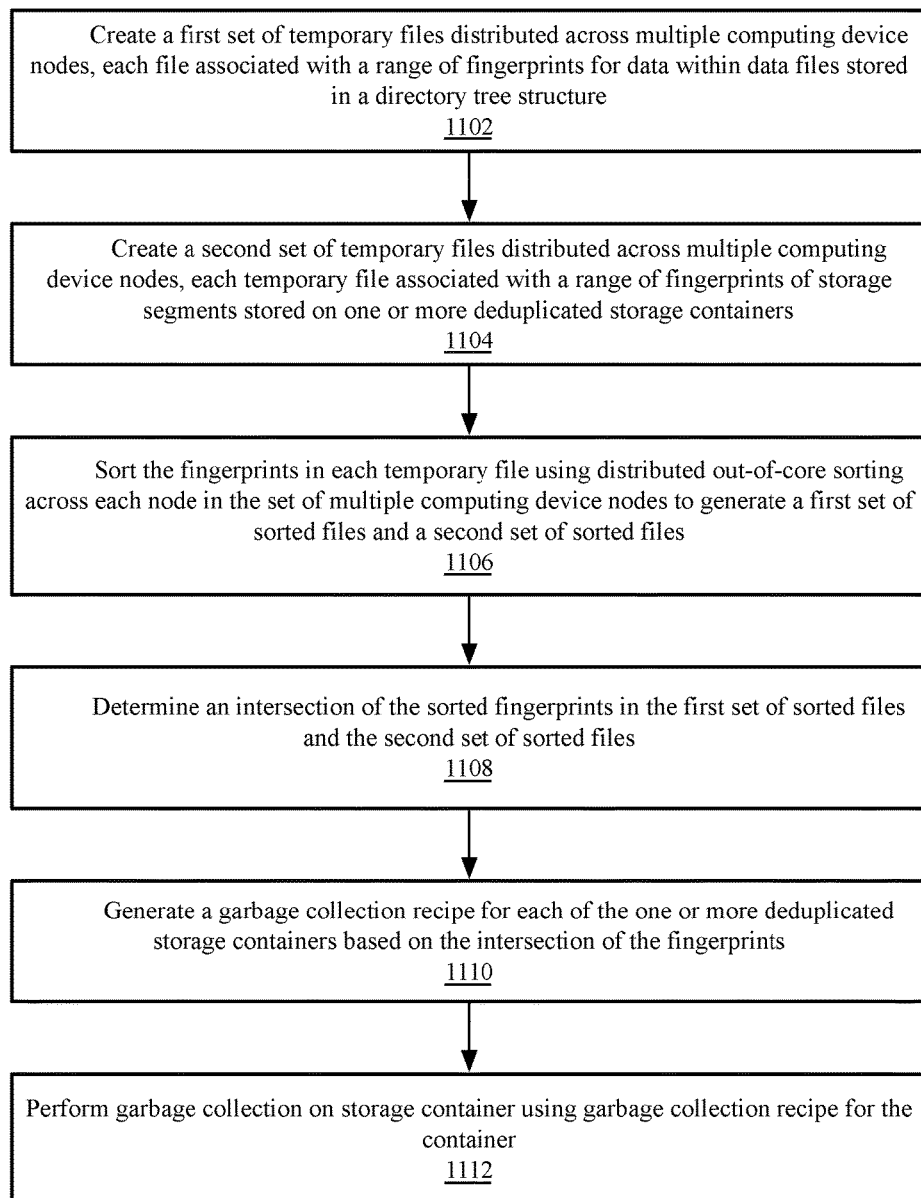 Create a first set of temporary files distributed across multiple computing device
nodes, each file associated with a range of fingerprints for data within data files stored
in a directory tree structure
1102
Create a second set of temporary files distributed across multiple computing
device nodes, each temporary file associated with a range of fingerprints of storage
segments stored on one or more deduplicated storage containers
1104
Sort the fingerprints in each temporary file using distributed out-of-core sorting
across each node in the set of multiple computing device nodes to generate a first set of
sorted files and a second set of sorted files
1106
Determine an intersection of the sorted fingerprints in the first set of sorted files
and the second set of sorted files
1108
Generate a garbage collection recipe for each of the one or more deduplicated
storage containers based on the intersection of the fingerprints
1110
Perform garbage collection on storage container using garbage collection recipe for the
container
1112